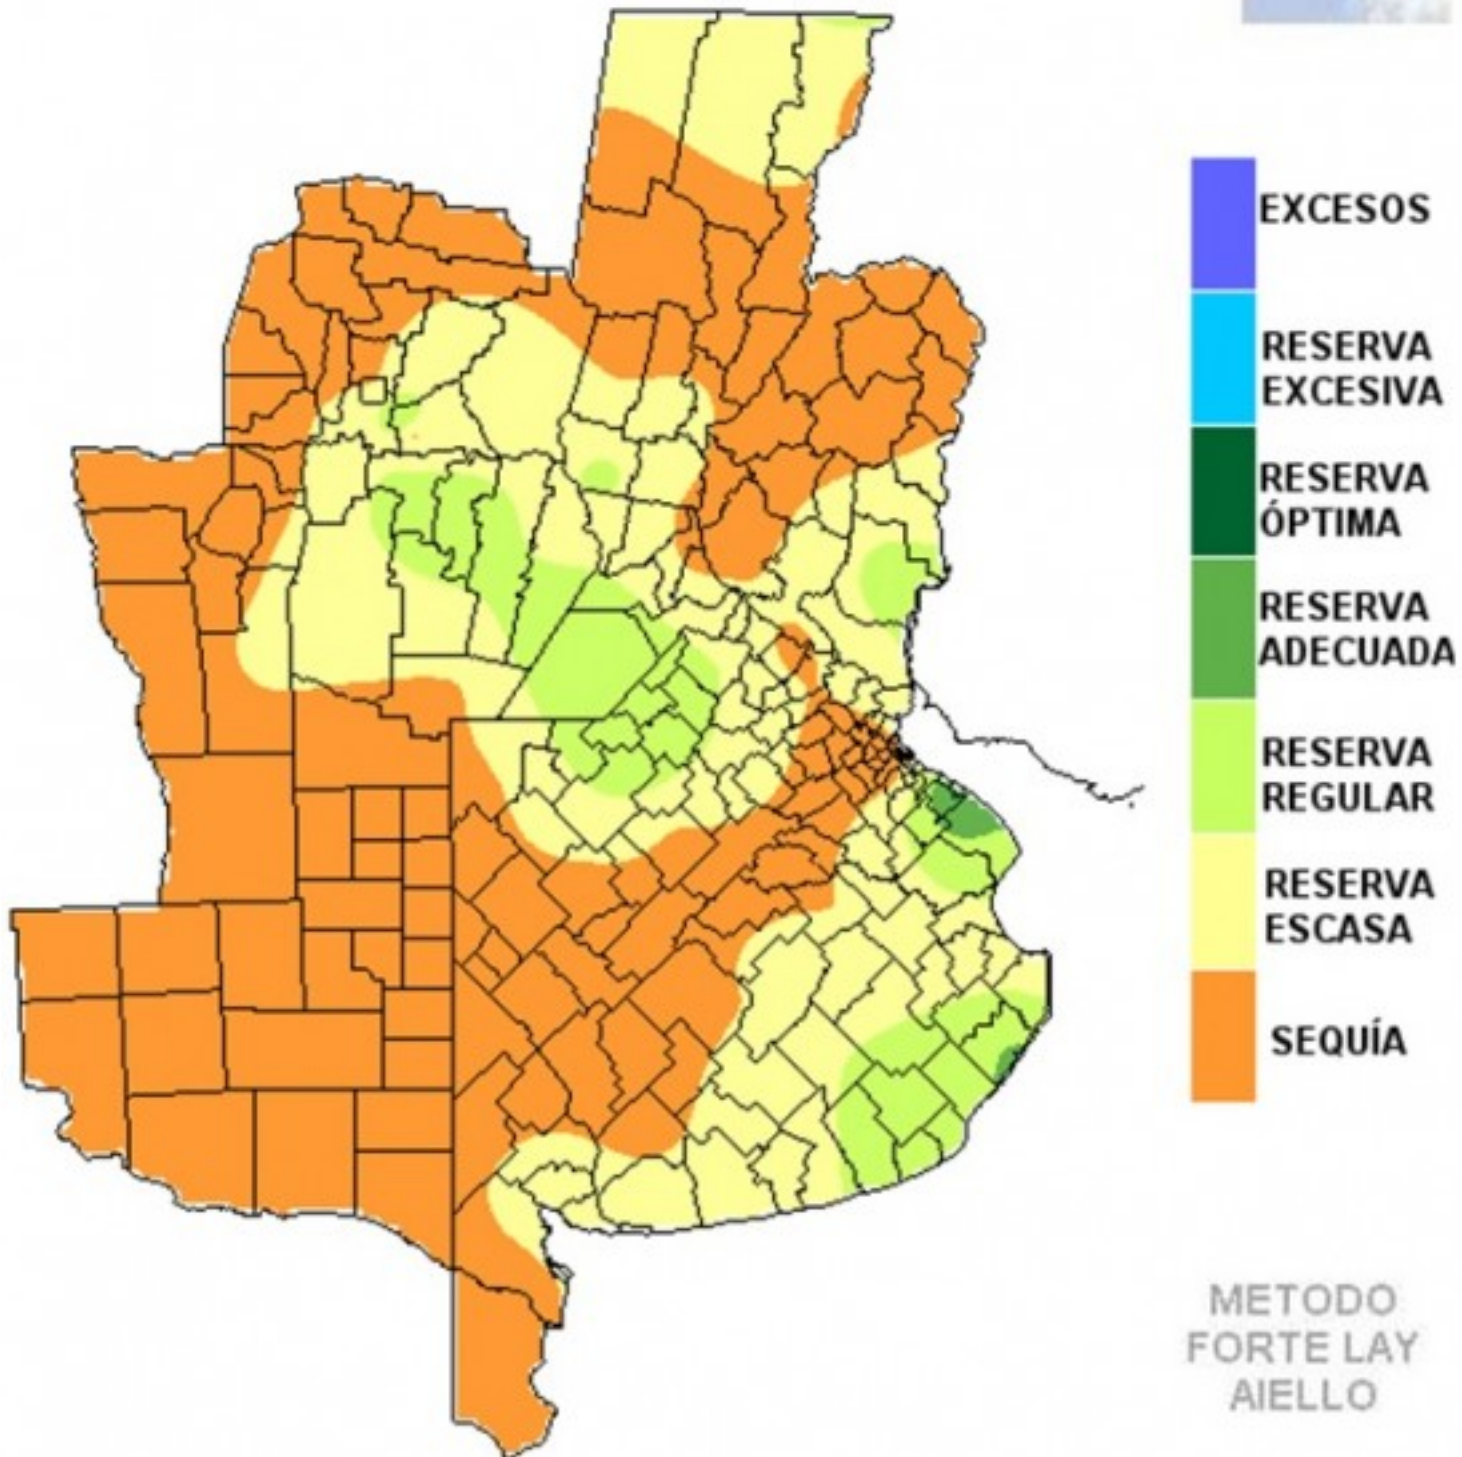 EXCESOS
RESERVA
EXCESIVA
RESERVA
ÓPTIMA
RESERVA
ADECUADA
RESERVA
REGULAR
RESERVA
ESCASA
SEQUÍA
METODO
FORTE LAY
AIELLO